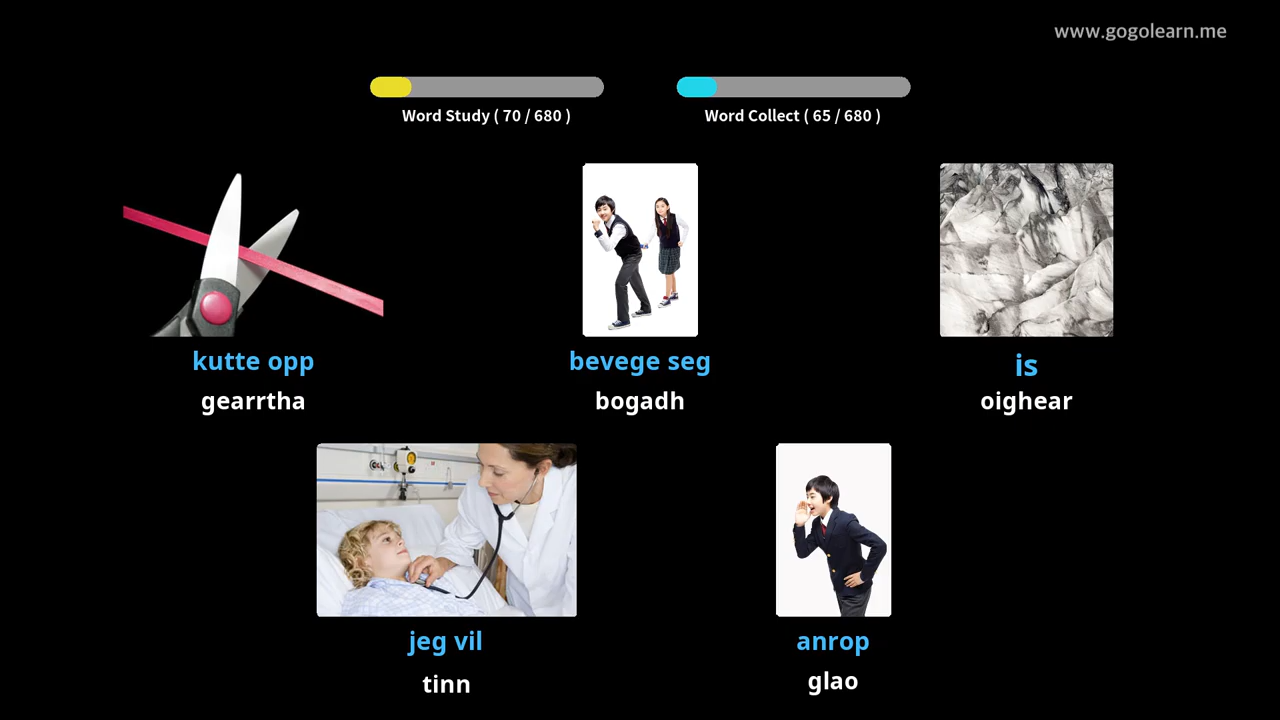 www.gogolearn.me
Word Study ( 70 / 680 )
Word Collect ( 65 / 680 )
kutte opp
gearrtha
bevege seg
bogadh
is
oighear
jeg vil
tinn
anrop
glao